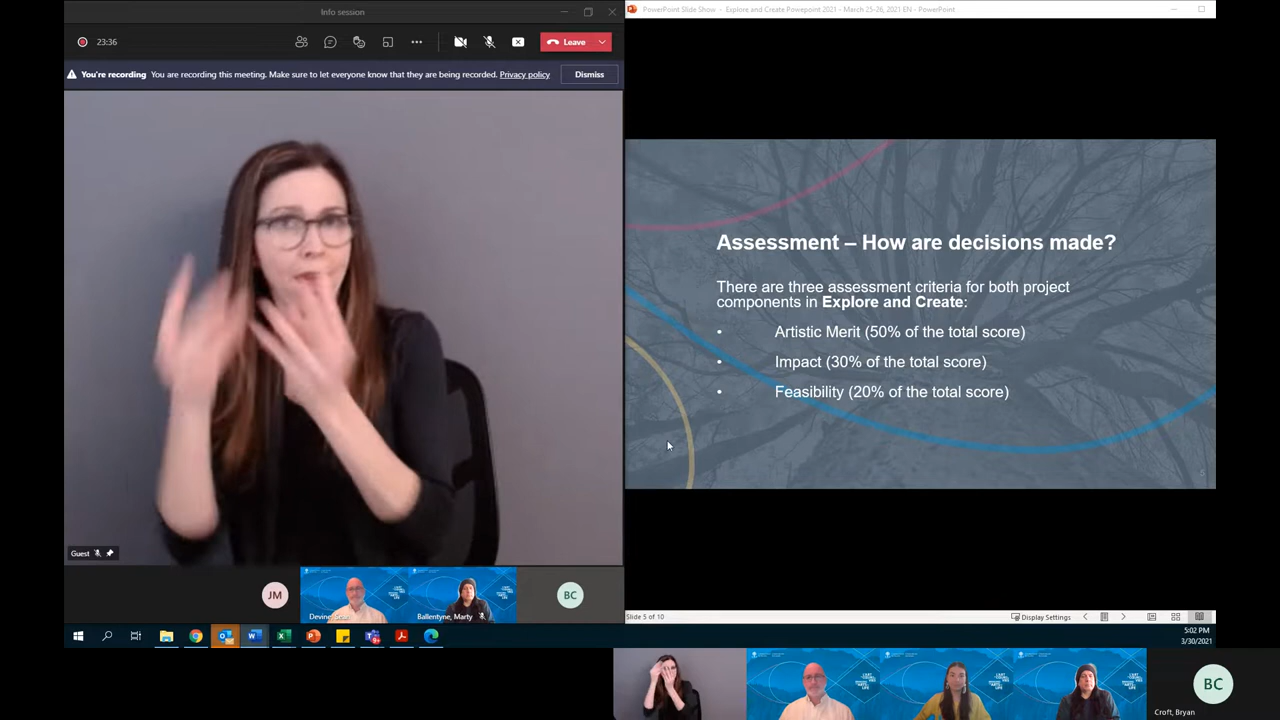 Info session
PowerPoint Slide Show - Explore and Create Powepoint 2021 – March 25-26, 2021 EN - PowerPoint
23:36
Leave
You're recording You are recording this meeting. Make sure to let everyone know that they are being recorded. Privacy policy
Dismiss
Assessment – How are decisions made?
There are three assessment criteria for both project
components in Explore and Create:
• Artistic Merit (50% of the total score)
• Impact (30% of the total score)
• Feasibility (20% of the total score)
Guest
JM
BC
Ballentyne, Marty
Slide 5 of 10
Display Settings
5:02 PM
3/30/2021
BC
Croft, Bryan